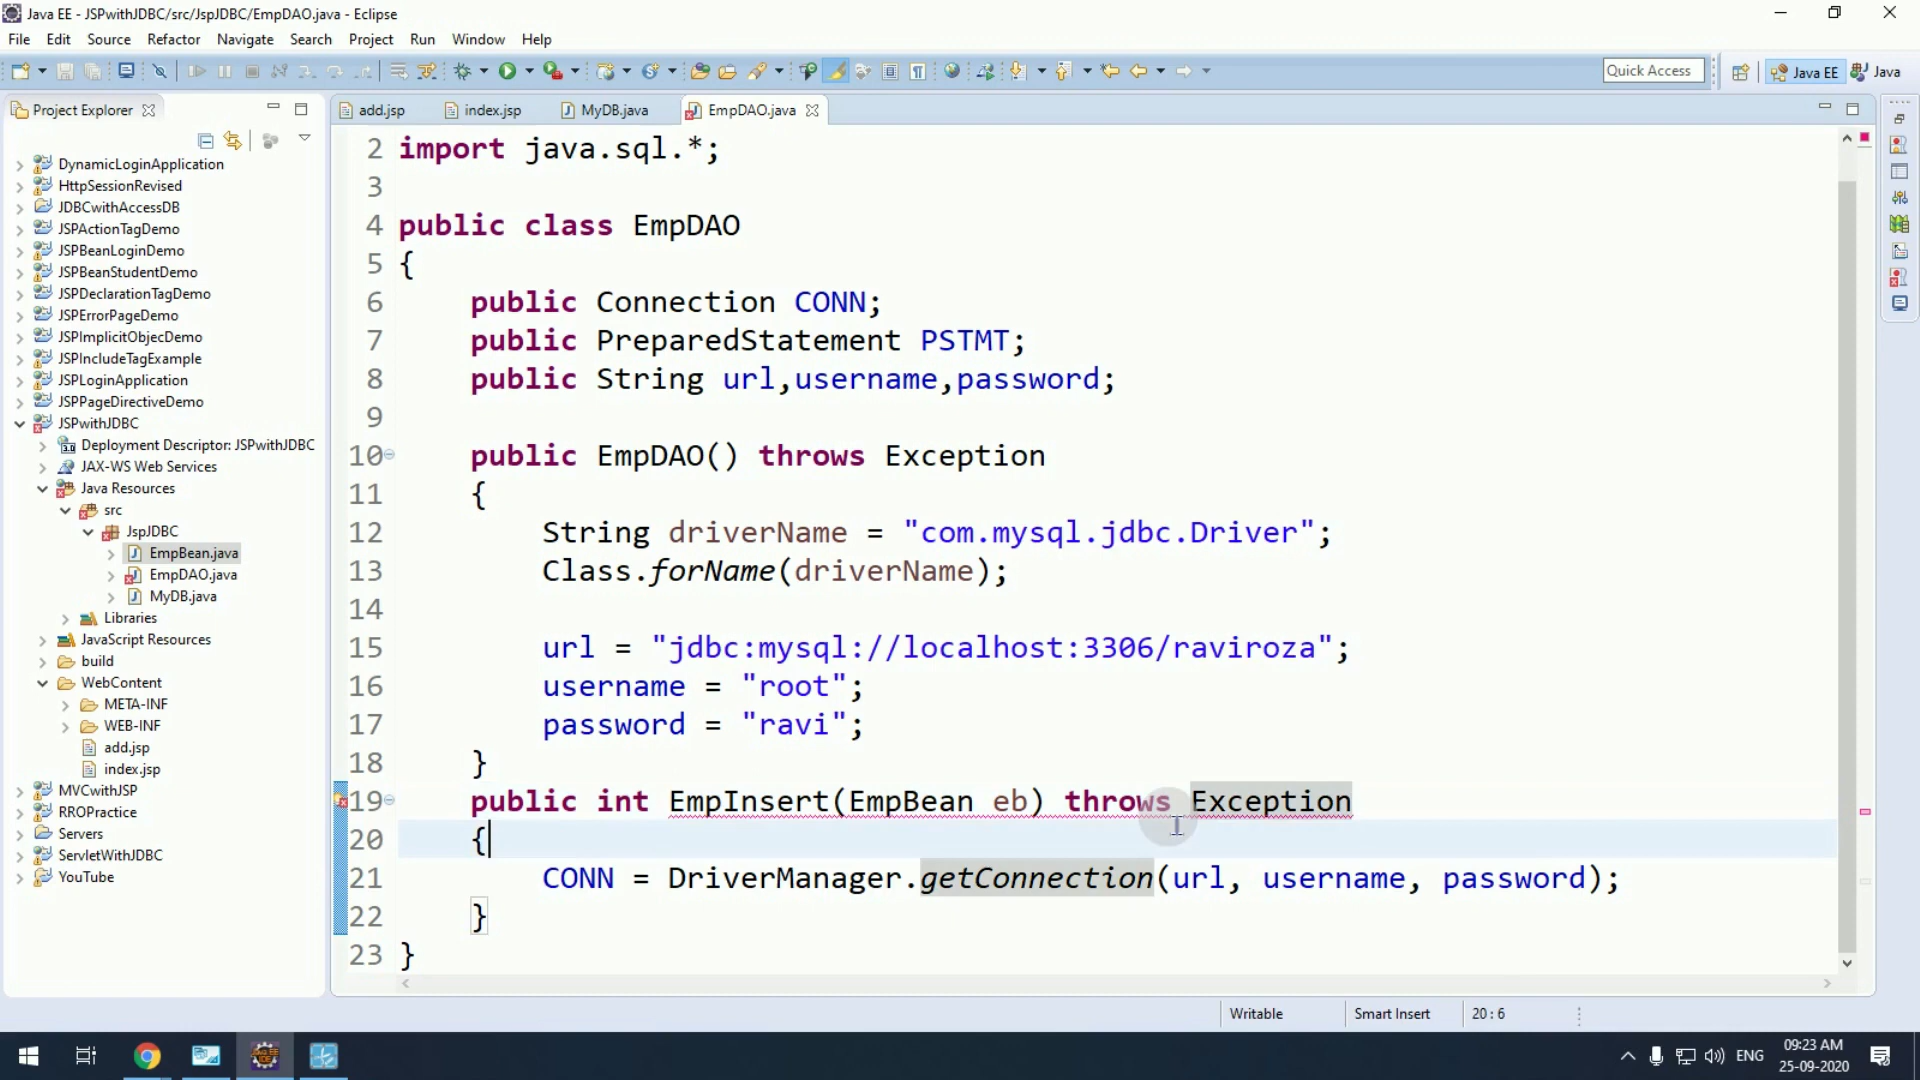 Java EE - JSPwithJDBC/src/JspJDBC/EmpDAO.java - Eclipse
File Edit Source Refactor Navigate Search Project Run Window Help
Quick Access
Java EE
Java
Project Explorer
add.jsp
index.jsp
MyDB.java
EmpDAO.java
DynamicLoginApplication
HttpSessionRevised
JDBCwithAccessDB
JSPActionTagDemo
JSPBeanLoginDemo
JSPBeanStudentDemo
JSPDeclarationTagDemo
JSPErrorPageDemo
JSPImplicitObjecDemo
JSPIncludeTagExample
JSPLoginApplication
JSPPageDirectiveDemo
JSPwithJDBC
Deployment Descriptor: JSPwithJDBC
JAX-WS Web Services
Java Resources
src
JspJDBC
EmpBean.java
EmpDAO.java
MyDB.java
Libraries
JavaScript Resources
build
WebContent
META-INF
WEB-INF
add.jsp
index.jsp
MVCwithJSP
RROPractice
Servers
ServletWithJDBC
YouTube
2 import java.sql.*;
3
4 public class EmpDAO
5 {
6 public Connection CONN;
7 public PreparedStatement PSTMT;
8 public String url,username,password;
9
10 public EmpDAO() throws Exception
11 {
12 String driverName = "com.mysql.jdbc.Driver";
13 Class.forName(driverName);
14
15 url = "jdbc:mysql://localhost:3306/raviroza";
16 username = "root";
17 password = "ravi";
18 }
19 public int EmpInsert(EmpBean eb) throws Exception
20 {
21 CONN = DriverManager.getConnection(url, username, password);
22 }
23 }
Writable
Smart Insert
20 : 6
ENG
09:23 AM
25-09-2020